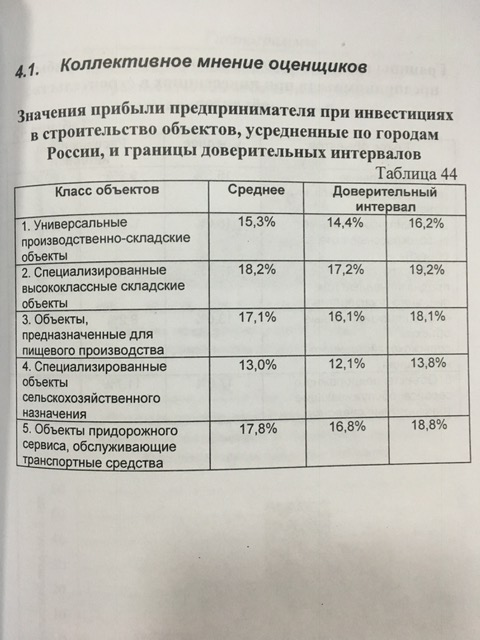 4.1. Коллективное мнение оценщиков
Значения прибыли предпринимателя при инвестициях
в строительство объектов, усредненные по городам
России, и границы доверительных интервалов
Таблица 44
Класс объектов Среднее Доверительный
интервал
1. Универсальные 15,3% 14,4% 16,2%
производственно-складские
объекты
2. Специализированные 18,2% 17,2% 19,2%
высококлассные складские
объекты
3. Объекты, 17,1% 16,1% 18,1%
предназначенные для
пищевого производства
4. Специализированные 13,0% 12,1% 13,8%
объекты
сельскохозяйственного
назначения
5. Объекты придорожного 17,8% 16,8% 18,8%
сервиса, обслуживающие
транспортные средства